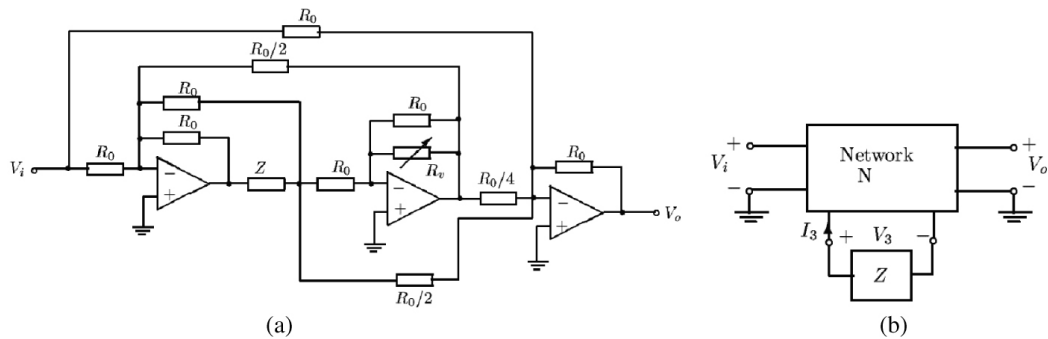 R₀
R₀/2
R₀
R₀
R₀
R₀
Vᵢ
−
+
Z
R₀
Rᵥ
−
+
R₀/4
R₀
−
+
Vₒ
R₀/2
(a)
+
Vᵢ
−
Network
N
+
Vₒ
−
I₃
+
V₃
−
Z
(b)